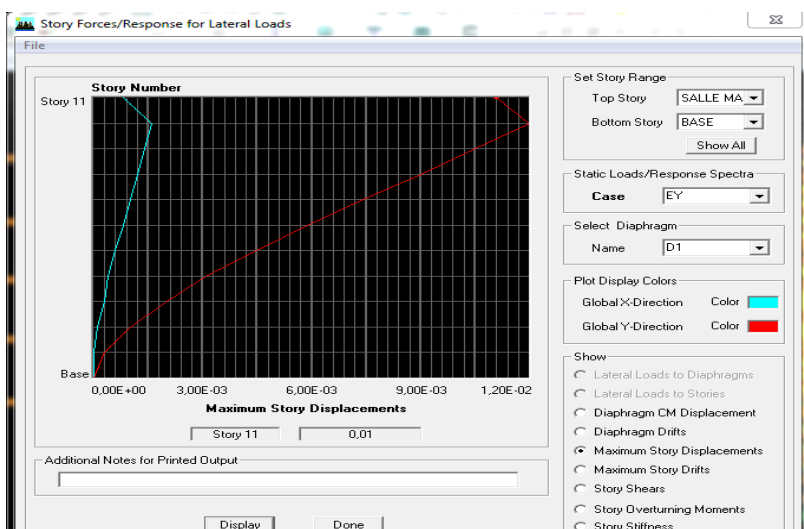 Story Forces/Response for Lateral Loads
File
Story Number
Story 11
Base
0,00E+00 3,00E-03 6,00E-03 9,00E-03 1,20E-02
Maximum Story Displacements
Story 11 0,01
Additional Notes for Printed Output
Display Done
Set Story Range
Top Story SALLE MA
Bottom Story BASE
Show All
Static Loads/Response Spectra
Case EY
Select Diaphragm
Name D1
Plot Display Colors
Global X-Direction Color
Global Y-Direction Color
Show
Lateral Loads to Diaphragms
Lateral Loads to Stories
Diaphragm CM Displacement
Diaphragm Drifts
Maximum Story Displacements
Maximum Story Drifts
Story Shears
Story Overturning Moments
Story Stiffness